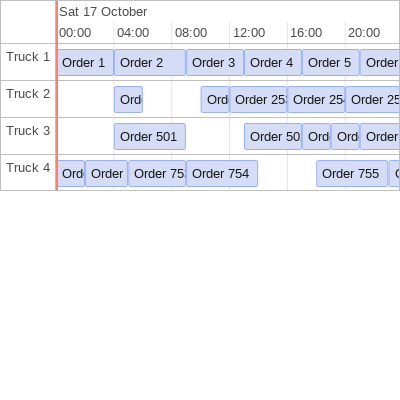 Sat 17 October
00:00 04:00 08:00 12:00 16:00 20:00
Truck 1 Order 1 Order 2 Order 3 Order 4 Order 5 Order
Truck 2 Ord Ord Order 25 Order 25 Order 25
Truck 3 Order 501 Order 50 Ord Ord Order
Truck 4 Ord Order Order 75 Order 754 Order 755